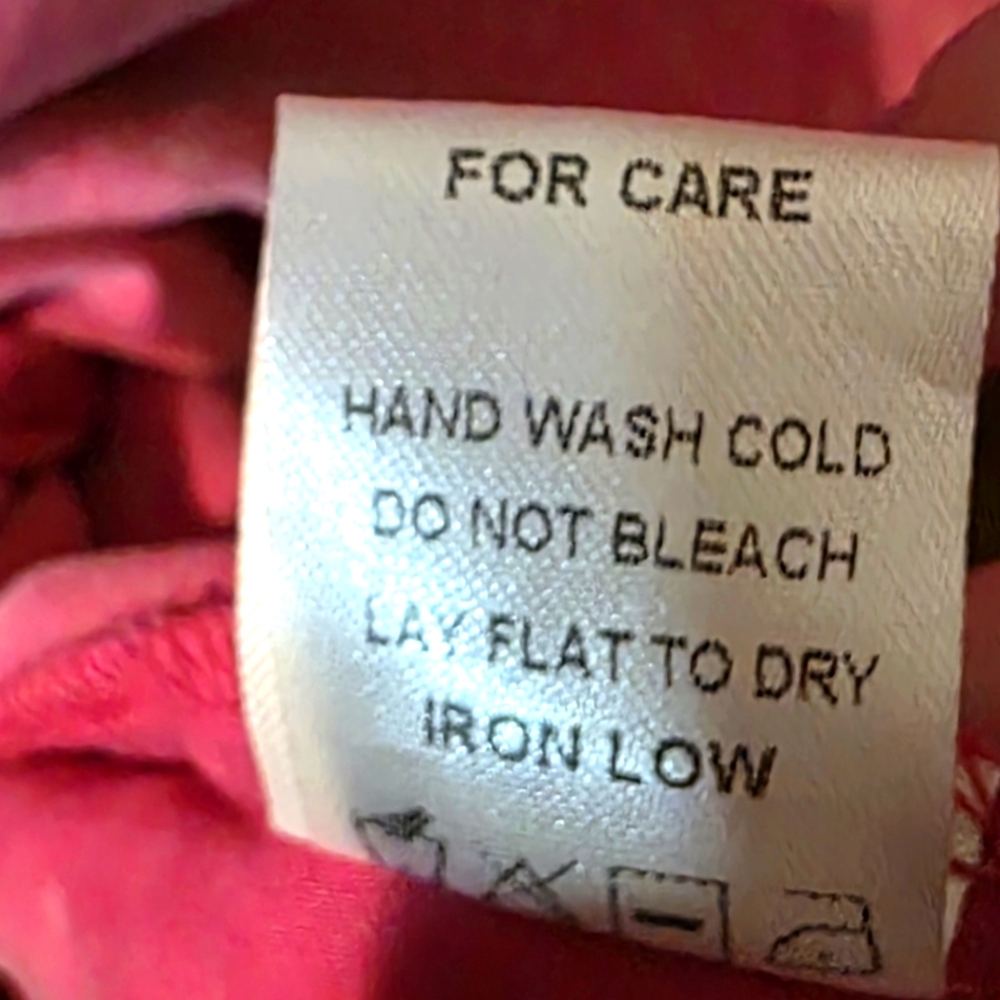 FOR CARE
HAND WASH COLD
DO NOT BLEACH
LAY FLAT TO DRY
IRON LOW